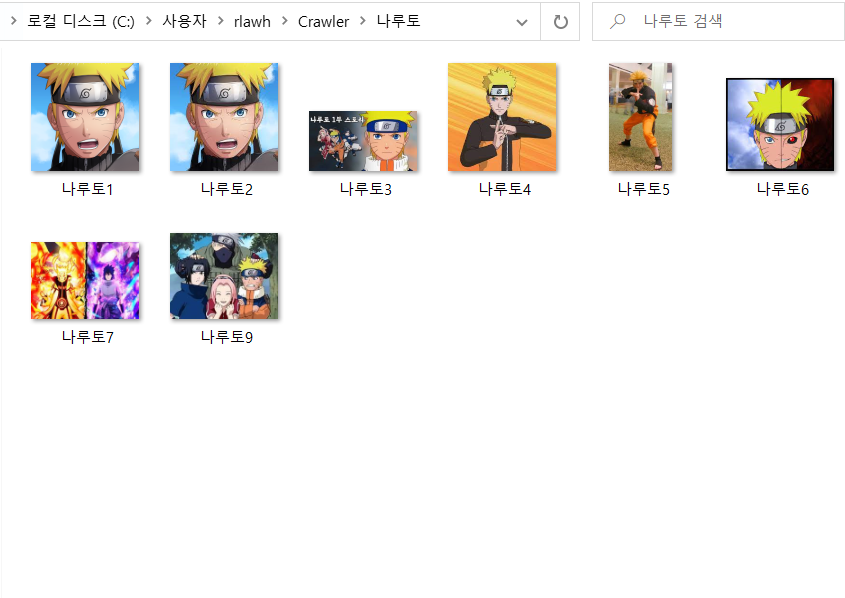 로컬 디스크 (C:) > 사용자 > rlawh > Crawler > 나루토
나루토 검색
나루토 1부 스토리
나루토1
나루토2
나루토3
나루토4
나루토5
나루토6
나루토7
나루토9